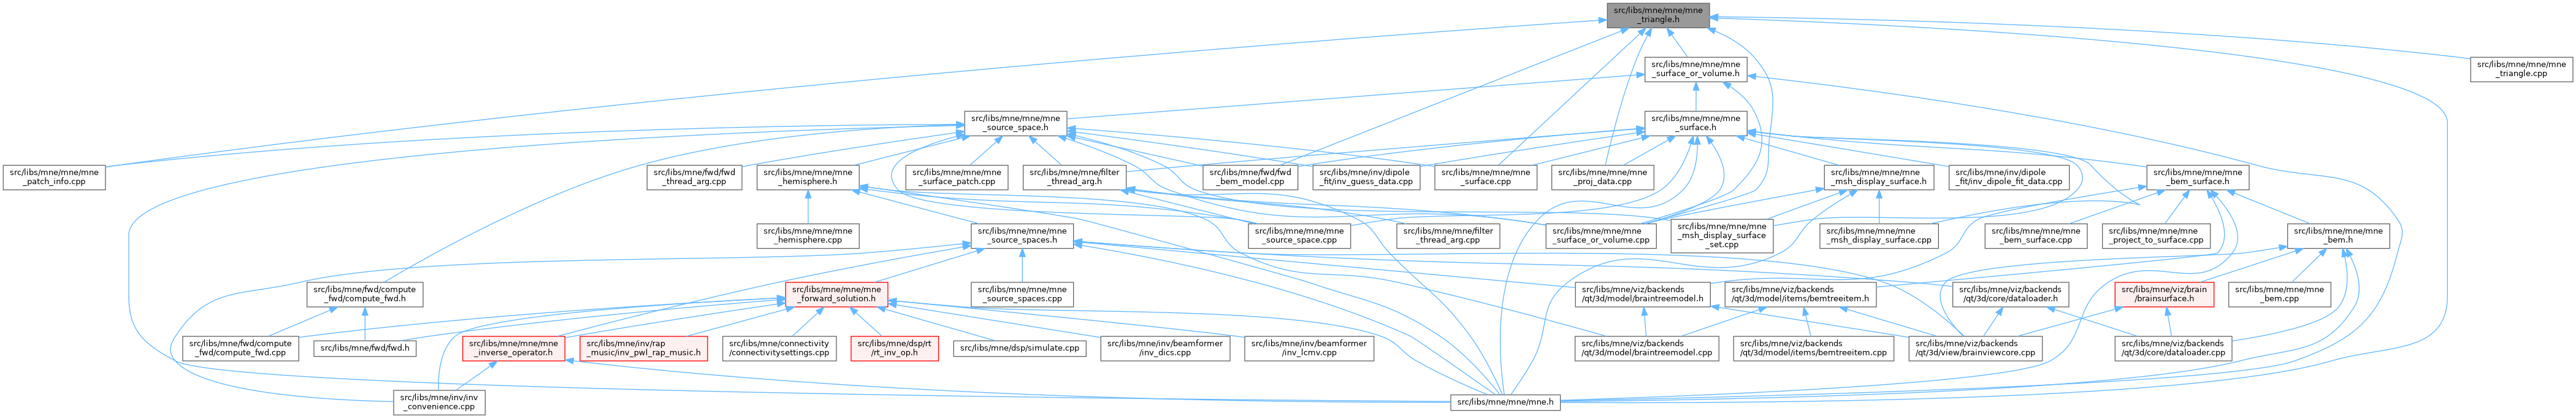 src/libs/mne/mne/mne
_triangle.h
src/libs/mne/mne/mne
_surface_or_volume.h
src/libs/mne/mne/mne
_triangle.cpp
src/libs/mne/mne/mne
_source_space.h
src/libs/mne/mne/mne
_surface.h
src/libs/mne/mne/mne
_patch_info.cpp
src/libs/mne/fwd/fwd
_thread_arg.cpp
src/libs/mne/mne/mne
_hemisphere.h
src/libs/mne/mne/mne
_surface_patch.cpp
src/libs/mne/mne/filter
_thread_arg.h
src/libs/mne/fwd/fwd
_bem_model.cpp
src/libs/mne/inv/dipole
_fit/inv_guess_data.cpp
src/libs/mne/mne/mne
_surface.cpp
src/libs/mne/mne/mne
_proj_data.cpp
src/libs/mne/mne/mne
_msh_display_surface.h
src/libs/mne/inv/dipole
_fit/inv_dipole_fit_data.cpp
src/libs/mne/mne/mne
_bem_surface.h
src/libs/mne/mne/mne
_hemisphere.cpp
src/libs/mne/mne/mne
_source_spaces.h
src/libs/mne/mne/mne
_source_space.cpp
src/libs/mne/mne/filter
_thread_arg.cpp
src/libs/mne/mne/mne
_surface_or_volume.cpp
src/libs/mne/mne/mne
_msh_display_surface
_set.cpp
src/libs/mne/mne/mne
_msh_display_surface.cpp
src/libs/mne/mne/mne
_bem_surface.cpp
src/libs/mne/mne/mne
_project_to_surface.cpp
src/libs/mne/mne/mne
_bem.h
src/libs/mne/fwd/compute
_fwd/compute_fwd.h
src/libs/mne/mne/mne
_forward_solution.h
src/libs/mne/mne/mne
_source_spaces.cpp
src/libs/mne/viz/backends
/qt/3d/model/braintreemodel.h
src/libs/mne/viz/backends
/qt/3d/model/items/bemtreeitem.h
src/libs/mne/viz/backends
/qt/3d/core/dataloader.h
src/libs/mne/viz/brain
/brainsurface.h
src/libs/mne/mne/mne
_bem.cpp
src/libs/mne/fwd/compute
_fwd/compute_fwd.cpp
src/libs/mne/fwd/fwd.h
src/libs/mne/mne/mne
_inverse_operator.h
src/libs/mne/inv/rap
_music/inv_pwl_rap_music.h
src/libs/mne/connectivity
/connectivitysettings.cpp
src/libs/mne/dsp/rt
/rt_inv_op.h
src/libs/mne/dsp/simulate.cpp
src/libs/mne/inv/beamformer
/inv_dics.cpp
src/libs/mne/inv/beamformer
/inv_lcmv.cpp
src/libs/mne/viz/backends
/qt/3d/model/braintreemodel.cpp
src/libs/mne/viz/backends
/qt/3d/model/items/bemtreeitem.cpp
src/libs/mne/viz/backends
/qt/3d/view/brainviewcore.cpp
src/libs/mne/viz/backends
/qt/3d/core/dataloader.cpp
src/libs/mne/inv/inv
_convenience.cpp
src/libs/mne/mne/mne.h